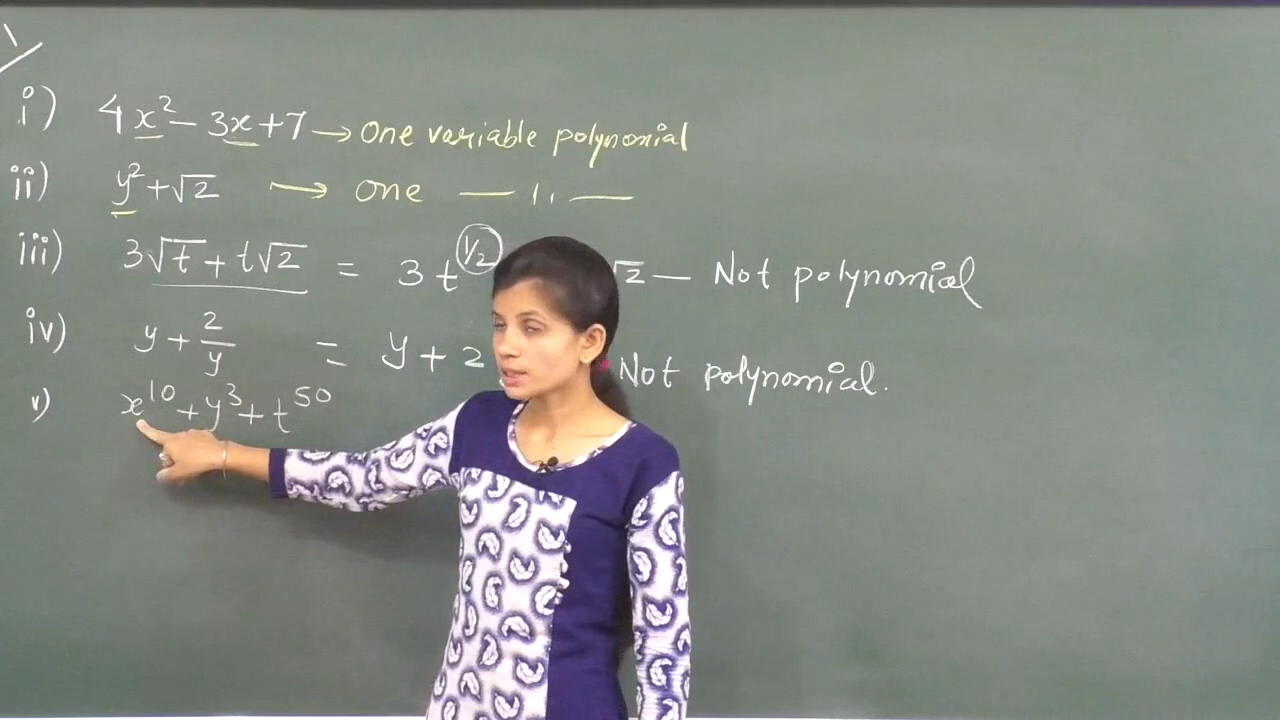 i) 4x² - 3x + 7 → One variable polynomial
ii) y² + √2 → one — 11 —
iii) 3√t + t√2 = 3t^(1/2) √2 — Not polynomial
iv) y + 2/y = y + 2 Not polynomial.
v) x¹⁰ + y³ + t⁵⁰